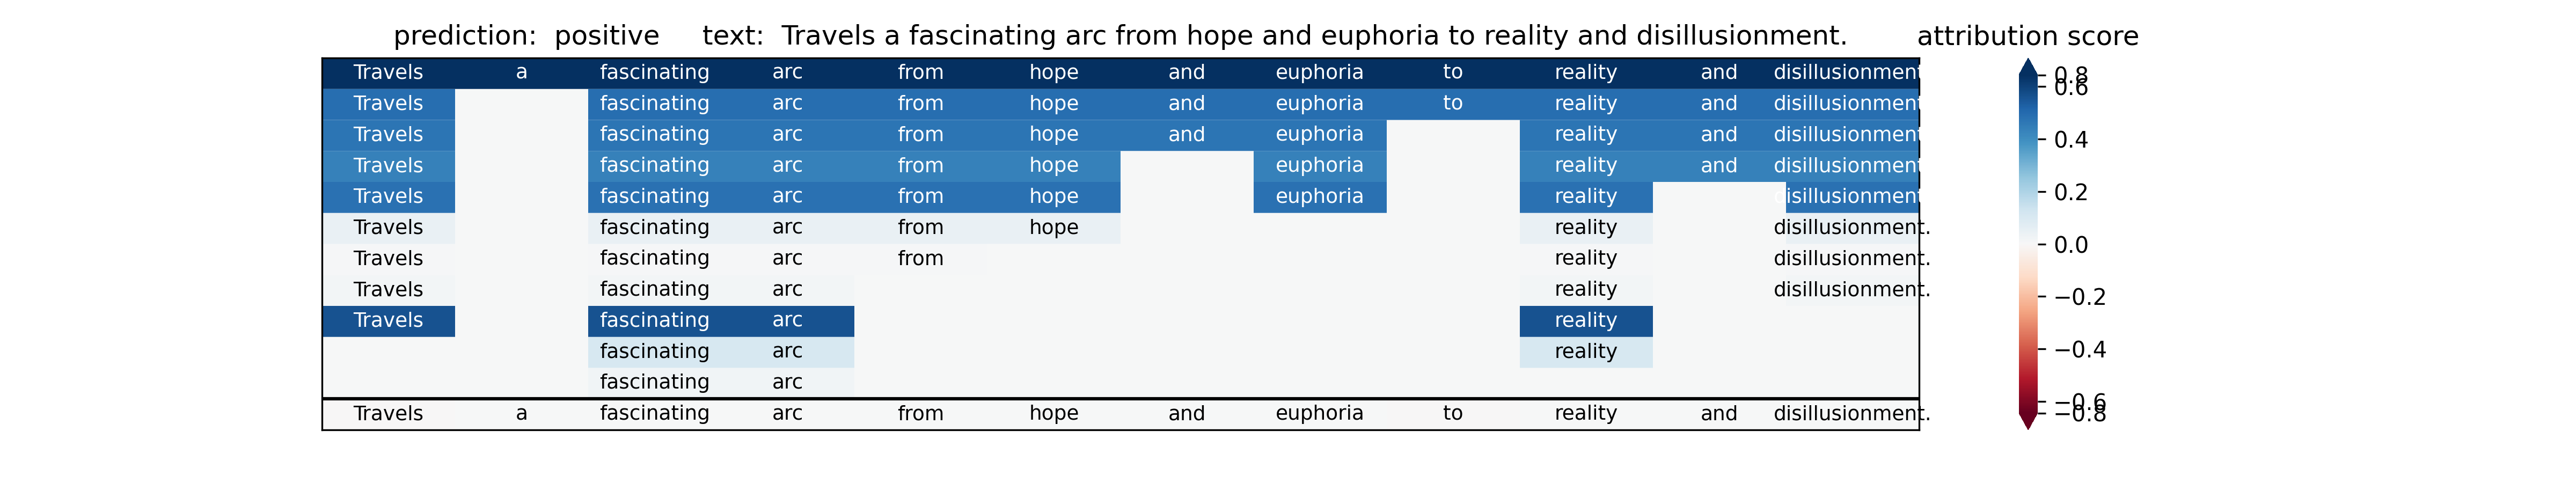 prediction: positive text: Travels a fascinating arc from hope and euphoria to reality and disillusionment. attribution score
Travels a fascinating arc from hope and euphoria to reality and disillusionment.
Travels fascinating arc from hope and euphoria to reality and disillusionment.
Travels fascinating arc from hope and euphoria reality and disillusionment.
Travels fascinating arc from hope euphoria reality and disillusionment.
Travels fascinating arc from hope euphoria reality disillusionment.
Travels fascinating arc from hope reality disillusionment.
Travels fascinating arc from reality disillusionment.
Travels fascinating arc reality disillusionment.
Travels fascinating arc reality
fascinating arc reality
fascinating arc
Travels a fascinating arc from hope and euphoria to reality and disillusionment.
0.8
0.6
0.4
0.2
0.0
−0.2
−0.4
−0.6
−0.8